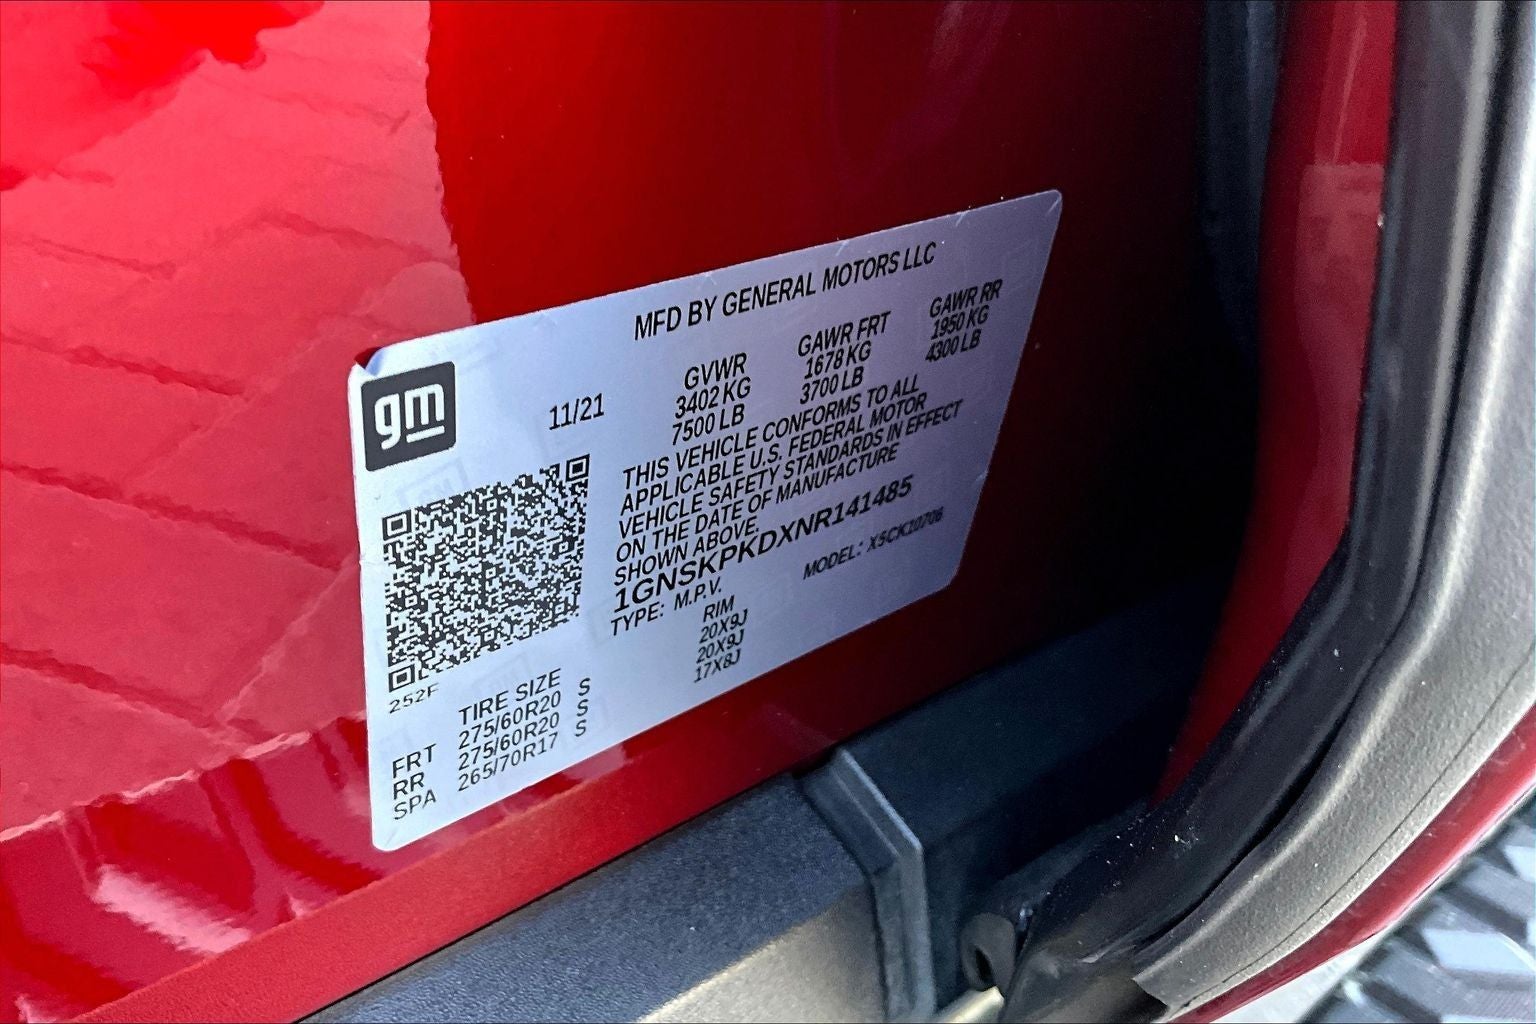 MFD BY GENERAL MOTORS LLC
gm
11/21
GVWR
3402 KG
7500 LB
GAWR FRT
1678 KG
3700 LB
GAWR RR
1950 KG
4300 LB
THIS VEHICLE CONFORMS TO ALL
APPLICABLE U.S. FEDERAL MOTOR
VEHICLE SAFETY STANDARDS IN EFFECT
ON THE DATE OF MANUFACTURE
SHOWN ABOVE.
1GNSKPKDXNR141485
TYPE: M.P.V.
MODEL: X5CK10706
252F
TIRE SIZE
RIM
FRT 275/60R20 S 20X9J
RR 275/60R20 S 20X9J
SPA 265/70R17 S 17X8J